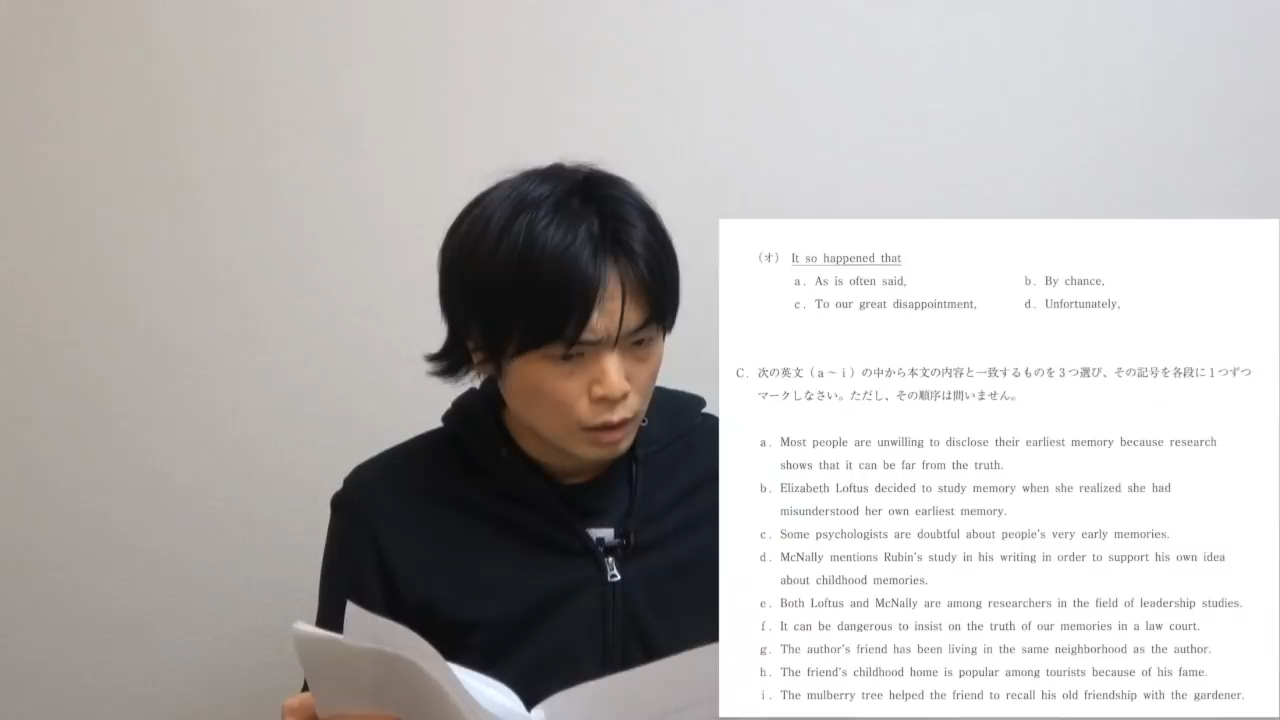 （オ） It so happened that
a． As is often said,　b． By chance,
c． To our great disappointment,　d． Unfortunately,
C． 次の英文（a～i）の中から本文の内容と一致するものを3つ選び、その記号を各段に1つずつ
マークしなさい。ただし、その順序は問いません。
a． Most people are unwilling to disclose their earliest memory because research
shows that it can be far from the truth.
b． Elizabeth Loftus decided to study memory when she realized she had
misunderstood her own earliest memory.
c． Some psychologists are doubtful about people's very early memories.
d． McNally mentions Rubin's study in his writing in order to support his own idea
about childhood memories.
e． Both Loftus and McNally are among researchers in the field of leadership studies.
f． It can be dangerous to insist on the truth of our memories in a law court.
g． The author's friend has been living in the same neighborhood as the author.
h． The friend's childhood home is popular among tourists because of his fame.
i． The mulberry tree helped the friend to recall his old friendship with the gardener.